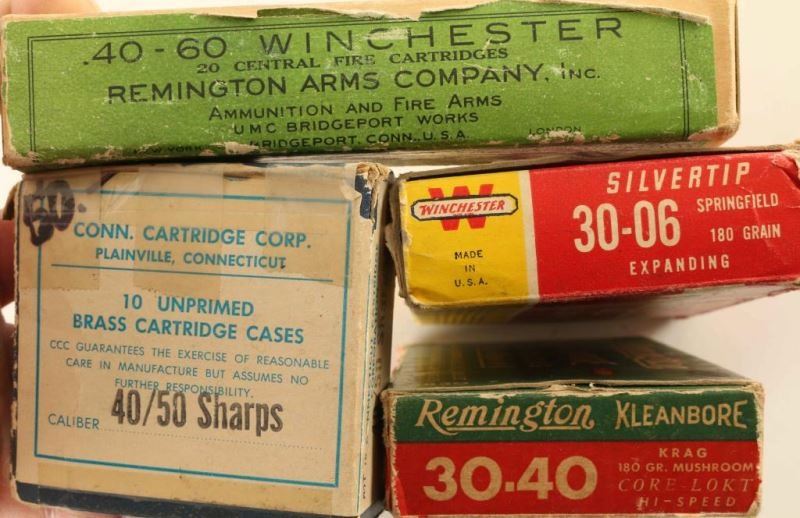 .40-60 WINCHESTER
20 CENTRAL FIRE CARTRIDGES
REMINGTON ARMS COMPANY, INC.
AMMUNITION AND FIRE ARMS
UMC BRIDGEPORT WORKS
BRIDGEPORT, CONN., U.S.A.
LONDON
CONN. CARTRIDGE CORP.
PLAINVILLE, CONNECTICUT
10 UNPRIMED
BRASS CARTRIDGE CASES
CCC GUARANTEES THE EXERCISE OF REASONABLE
CARE IN MANUFACTURE BUT ASSUMES NO
FURTHER RESPONSIBILITY.
CALIBER 40/50 Sharps
W
WINCHESTER
MADE
IN
U.S.A.
SILVERTIP
30-06 SPRINGFIELD
180 GRAIN
EXPANDING
Remington KLEANBORE
30-40
KRAG
180 GR. MUSHROOM
CORE-LOKT
HI-SPEED